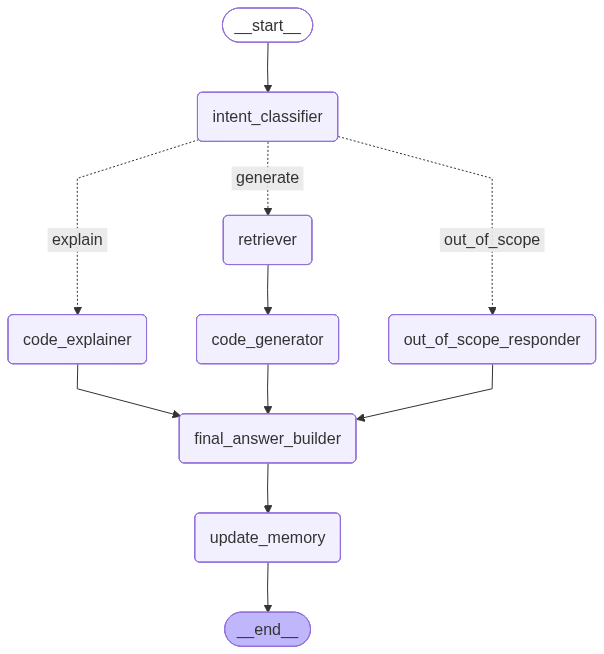 __start__
intent_classifier
generate
retriever
explain
out_of_scope
code_explainer
code_generator
out_of_scope_responder
final_answer_builder
update_memory
__end__